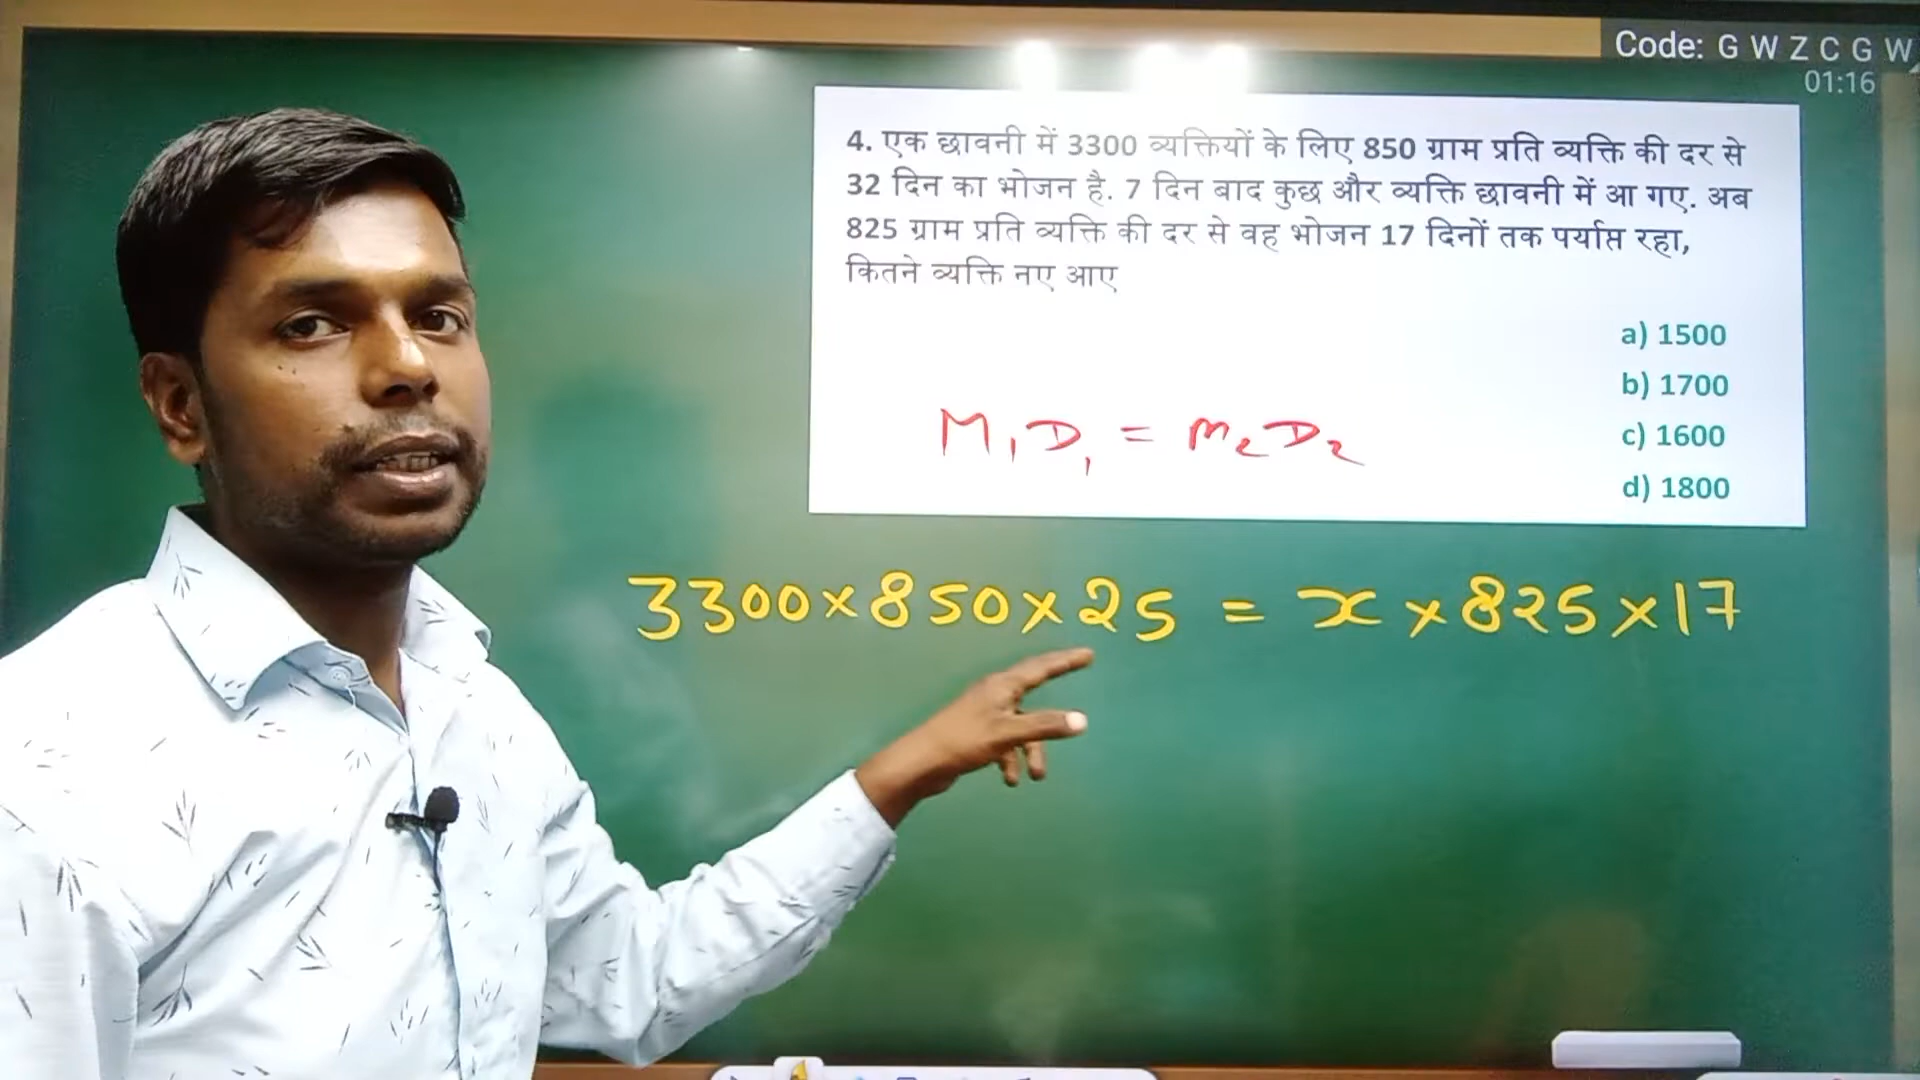 Code: G W Z C G W
01:16
4. एक छावनी में 3300 व्यक्तियों के लिए 850 ग्राम प्रति व्यक्ति की दर से
32 दिन का भोजन है. 7 दिन बाद कुछ और व्यक्ति छावनी में आ गए. अब
825 ग्राम प्रति व्यक्ति की दर से वह भोजन 17 दिनों तक पर्याप्त रहा,
कितने व्यक्ति नए आए
a) 1500
b) 1700
c) 1600
d) 1800
M₁D₁ = M₂D₂
3300×850×25 = x × 825×17